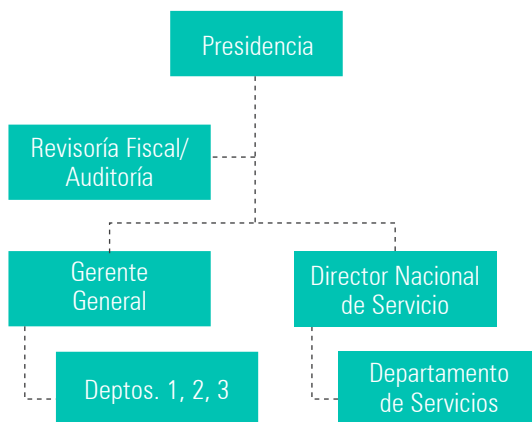 Presidencia
Revisoría Fiscal/
Auditoría
Gerente
General
Director Nacional
de Servicio
Deptos. 1, 2, 3
Departamento
de Servicios